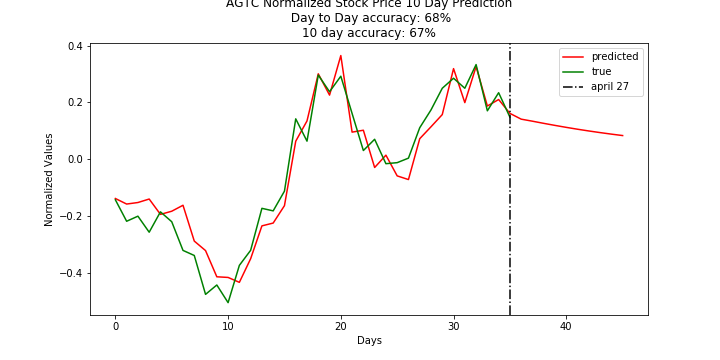 AGTC Normalized Stock Price 10 Day Prediction
Day to Day accuracy: 68%
10 day accuracy: 67%
predicted
true
april 27
0.4
0.2
0.0
−0.2
−0.4
Normalized Values
0
10
20
30
40
Days